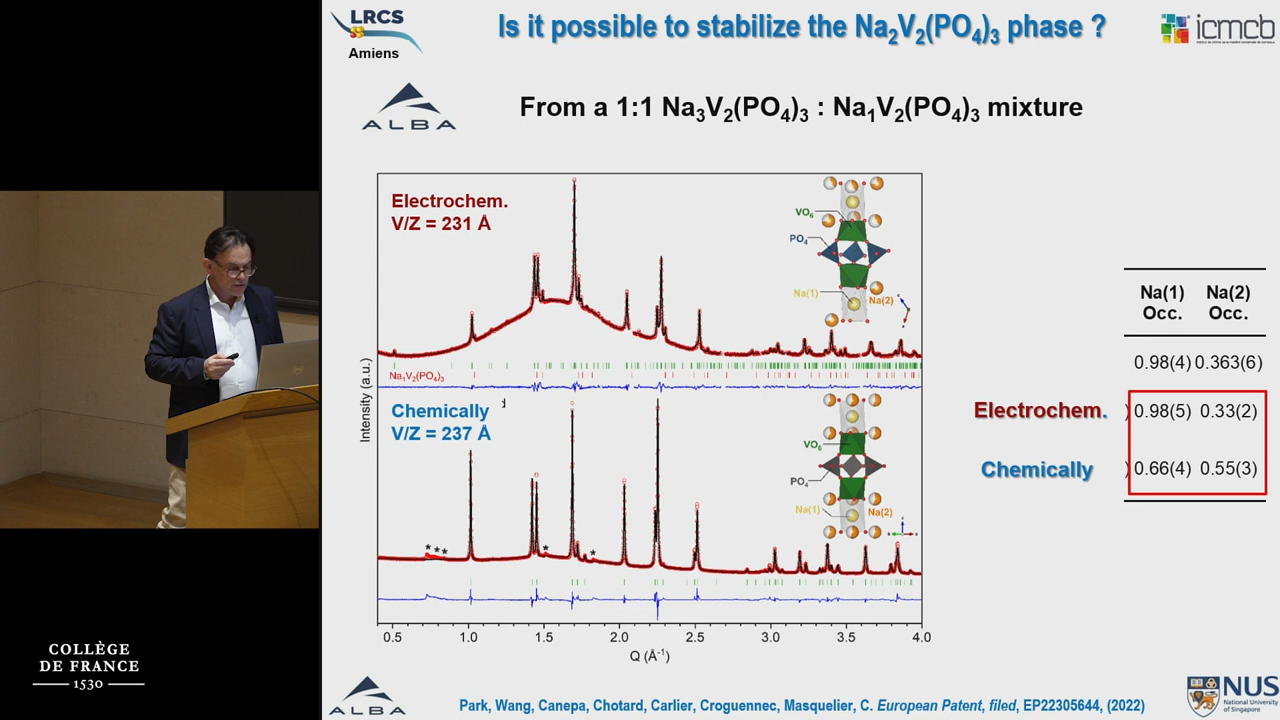 LRCS
Amiens
Is it possible to stabilize the Na2V2(PO4)3 phase ?
icmcb
ALBA
From a 1:1 Na3V2(PO4)3 : Na1V2(PO4)3 mixture
Electrochem.
V/Z = 231 Å
VO6
PO4
Na(1)
Na(2)
Na1V2(PO4)3
Chemically
V/Z = 237 Å
* * * * *
VO6
PO4
Na(1)
Na(2)
Intensity (a.u.)
0.5 1.0 1.5 2.0 2.5 3.0 3.5 4.0
Q (Å-1)
Na(1) Na(2)
Occ. Occ.
0.98(4) 0.363(6)
Electrochem. ) 0.98(5) 0.33(2)
Chemically ) 0.66(4) 0.55(3)
COLLÈGE
DE FRANCE
1530
ALBA
Park, Wang, Canepa, Chotard, Carlier, Croguennec, Masquelier, C. European Patent, filed, EP22305644, (2022)
NUS
National University
of Singapore